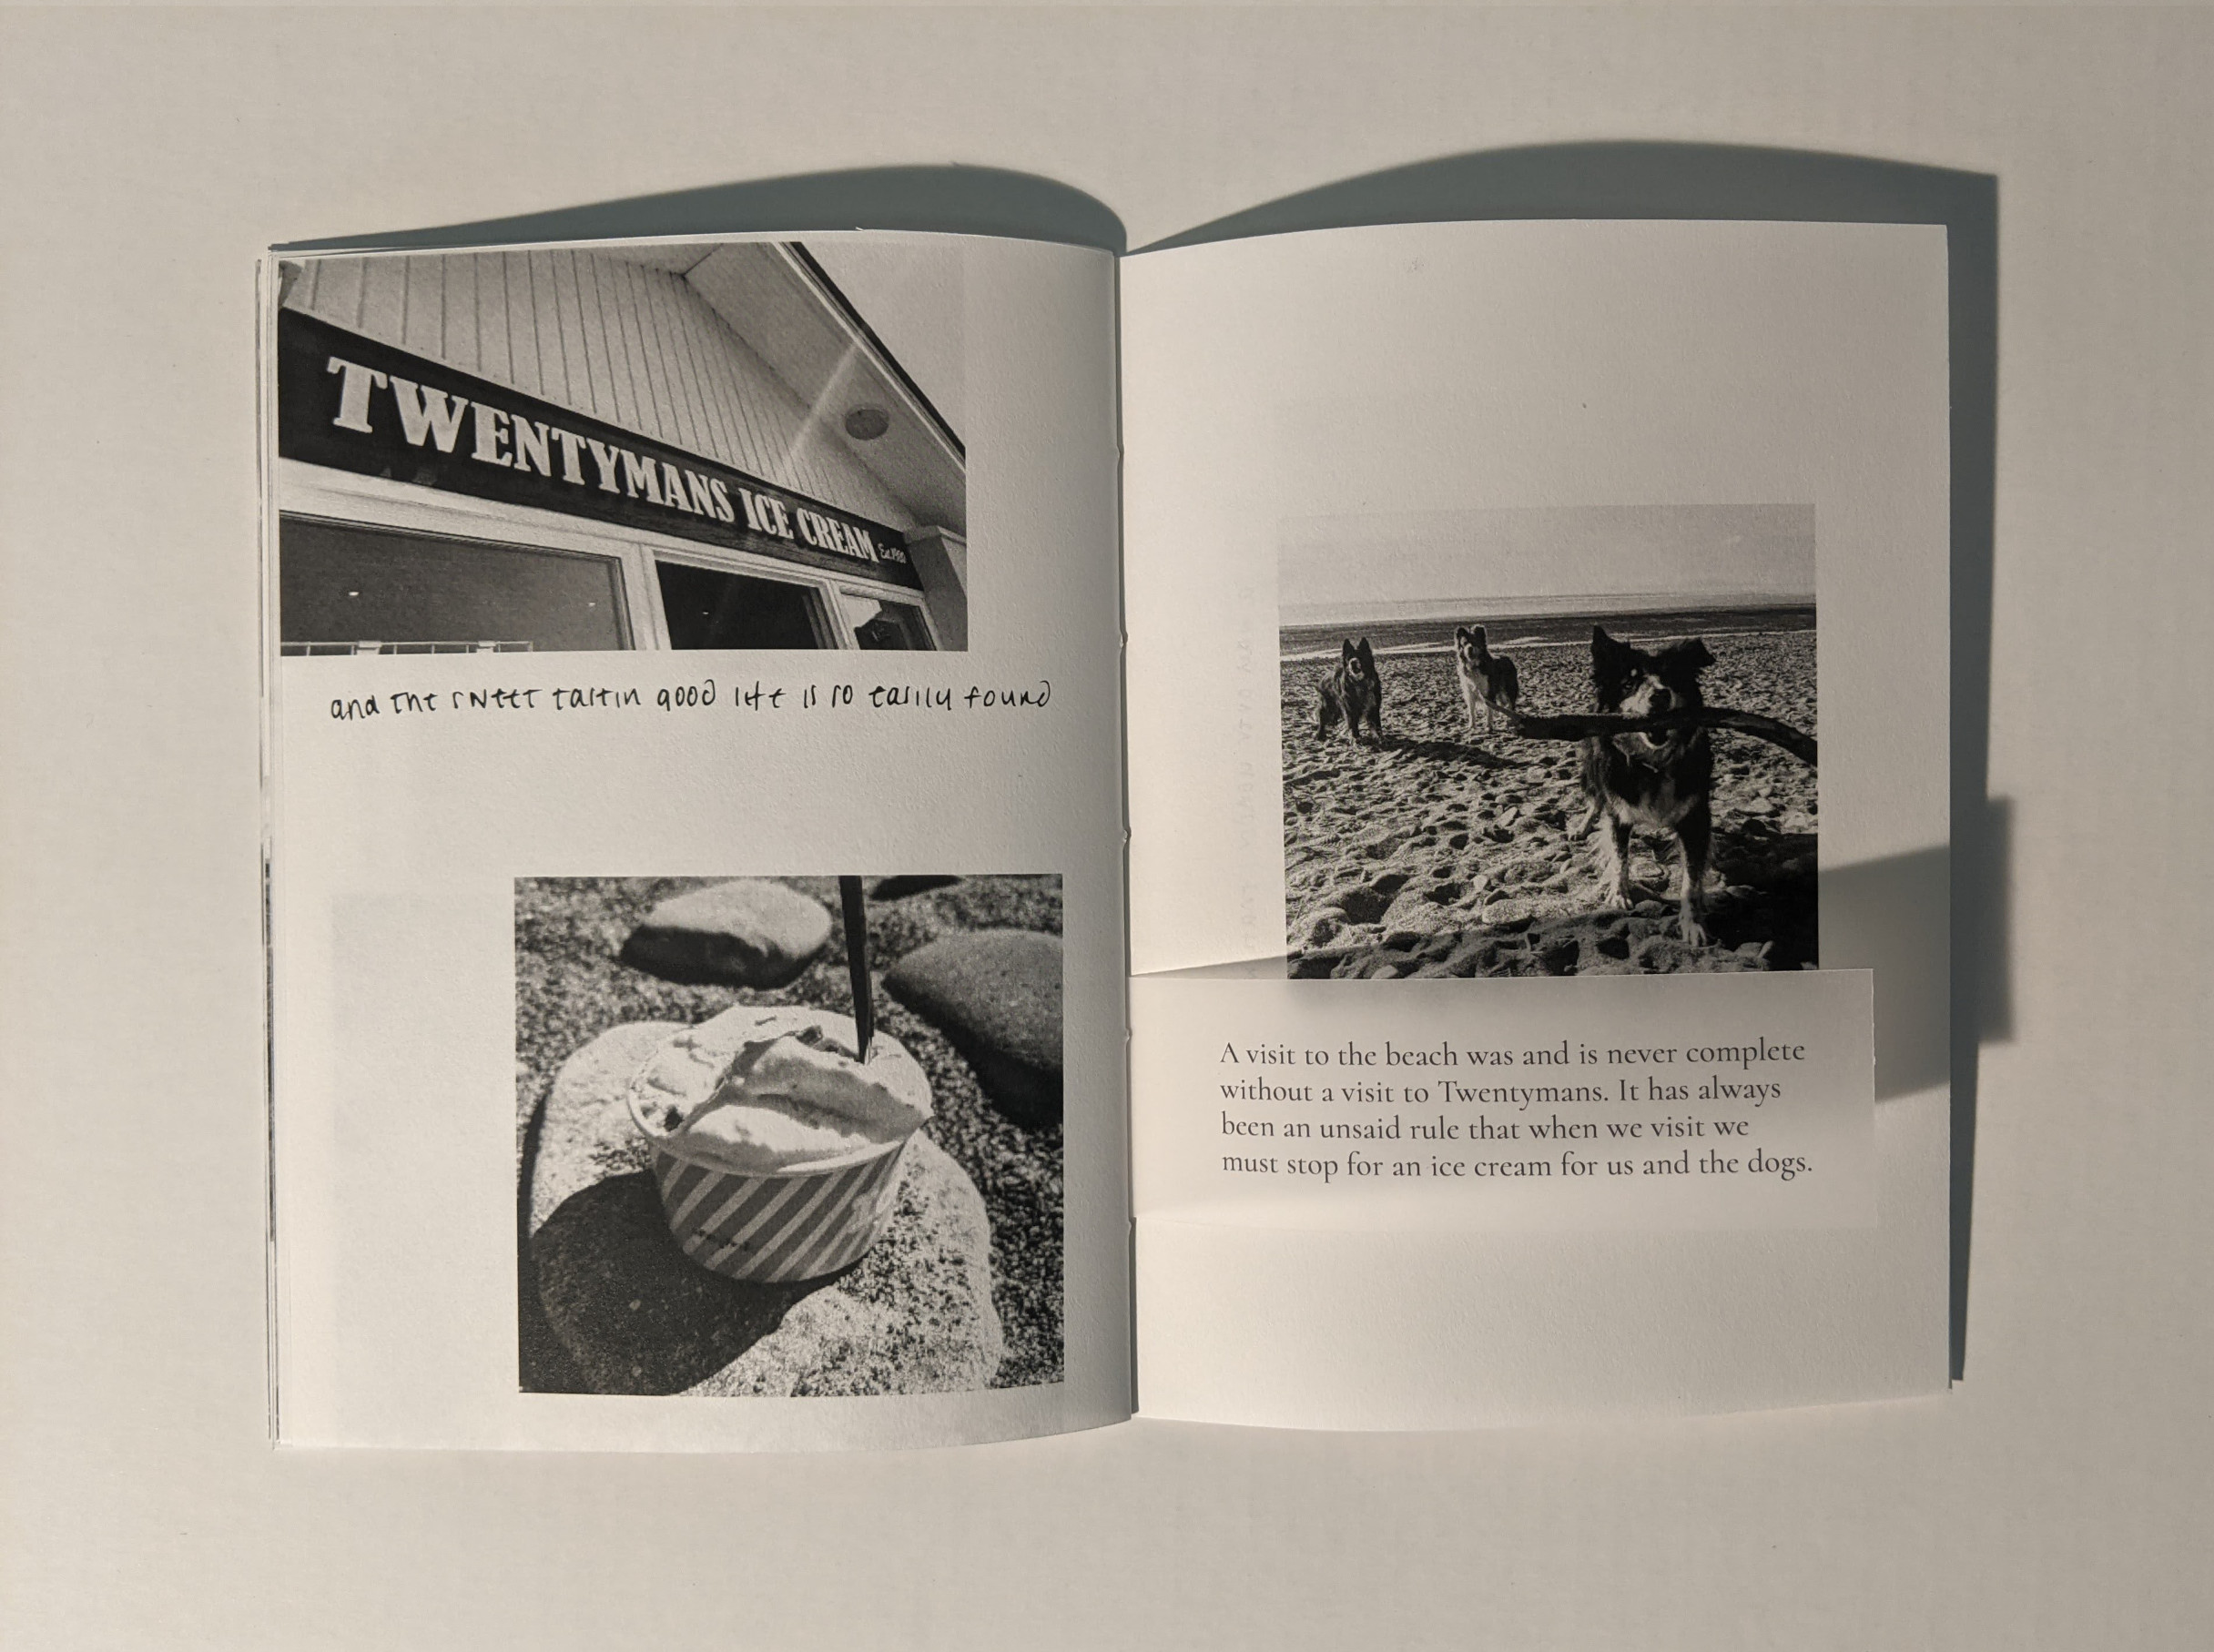 TWENTYMANS ICE CREAM
and the sweet tastin good life is so easily found
A visit to the beach was and is never complete
without a visit to Twentymans. It has always
been an unsaid rule that when we visit we
must stop for an ice cream for us and the dogs.